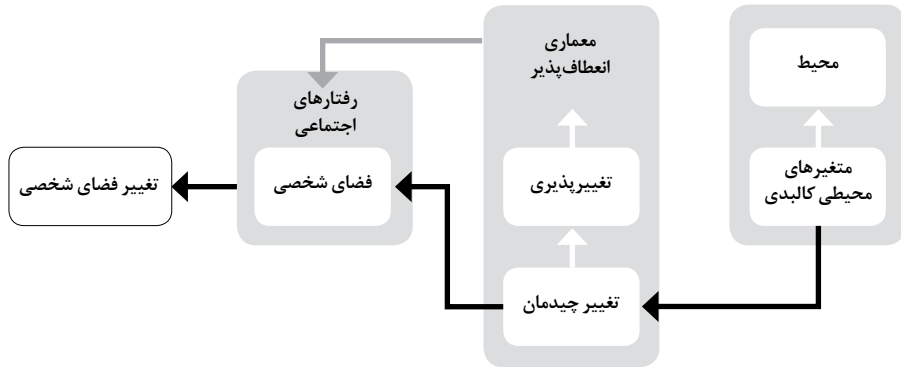 محیط
متغیرهای
محیطی کالبدی
معماری
انعطاف‌پذیر
تغییرپذیری
تغییر چیدمان
رفتارهای
اجتماعی
فضای شخصی
تغییر فضای شخصی